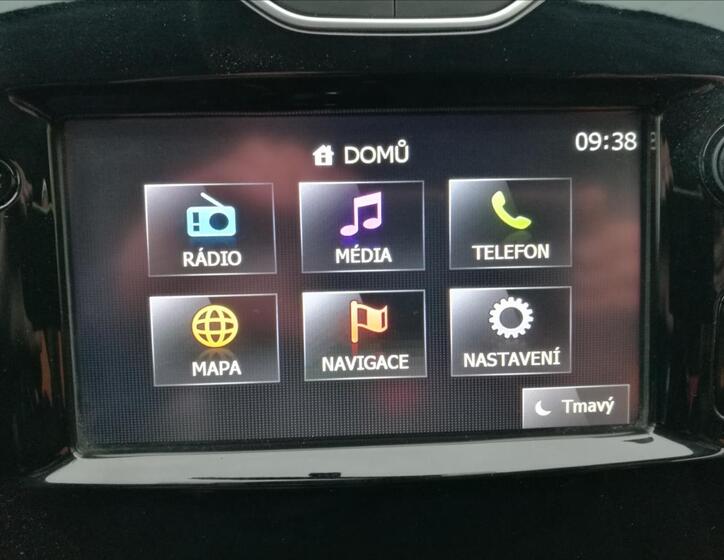 09:38
DOMŮ
RÁDIO
MÉDIA
TELEFON
MAPA
NAVIGACE
NASTAVENÍ
Tmavý